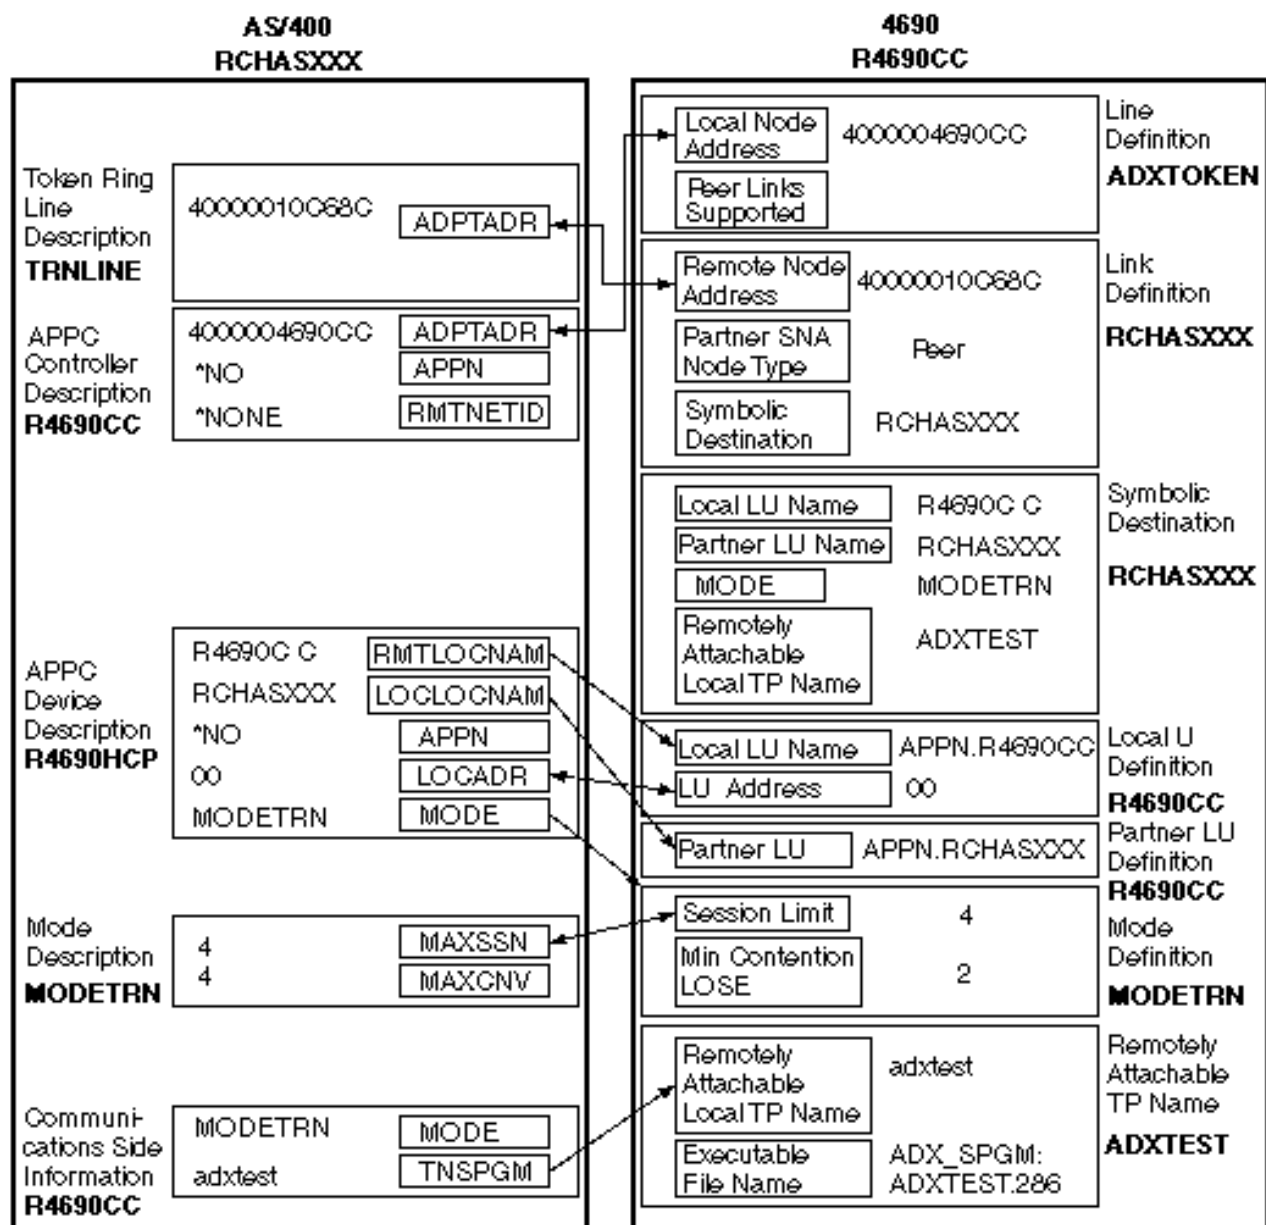 AS/400
RCHASXXX
Token Ring
Line
Description
TRNLINE
40000010C68C
ADPTADR
APPC
Controller
Description
R4690CC
4000004690CC
ADPTADR
*NO
APPN
*NONE
RMTNETID
APPC
Device
Description
R4690HCP
R4690C C
RMTLOCNAM
RCHASXXX
LOCLOCNAM
*NO
APPN
00
LOCADR
MODETRN
MODE
Mode
Description
MODETRN
4
MAXSSN
4
MAXCNV
Communi-
cations Side
Information
R4690CC
MODETRN
MODE
adxtest
TNSPGM
4690
R4690CC
Local Node
Address
4000004690CC
Peer Links
Supported
Line
Definition
ADXTOKEN
Remote Node
Address
40000010C68C
Partner SNA
Node Type
Peer
Symbolic
Destination
RCHASXXX
Link
Definition
RCHASXXX
Local LU Name
R4690C C
Partner LU Name
RCHASXXX
MODE
MODETRN
Remotely
Attachable
Local TP Name
ADXTEST
Symbolic
Destination
RCHASXXX
Local LU Name
APPN.R4690CC
LU Address
00
Local U
Definition
R4690CC
Partner LU
APPN.RCHASXXX
Partner LU
Definition
R4690CC
Session Limit
4
Min Contention
LOSE
2
Mode
Definition
MODETRN
Remotely
Attachable
Local TP Name
adxtest
Executable
File Name
ADX_SPGM:
ADXTEST.286
Remotely
Attachable
TP Name
ADXTEST